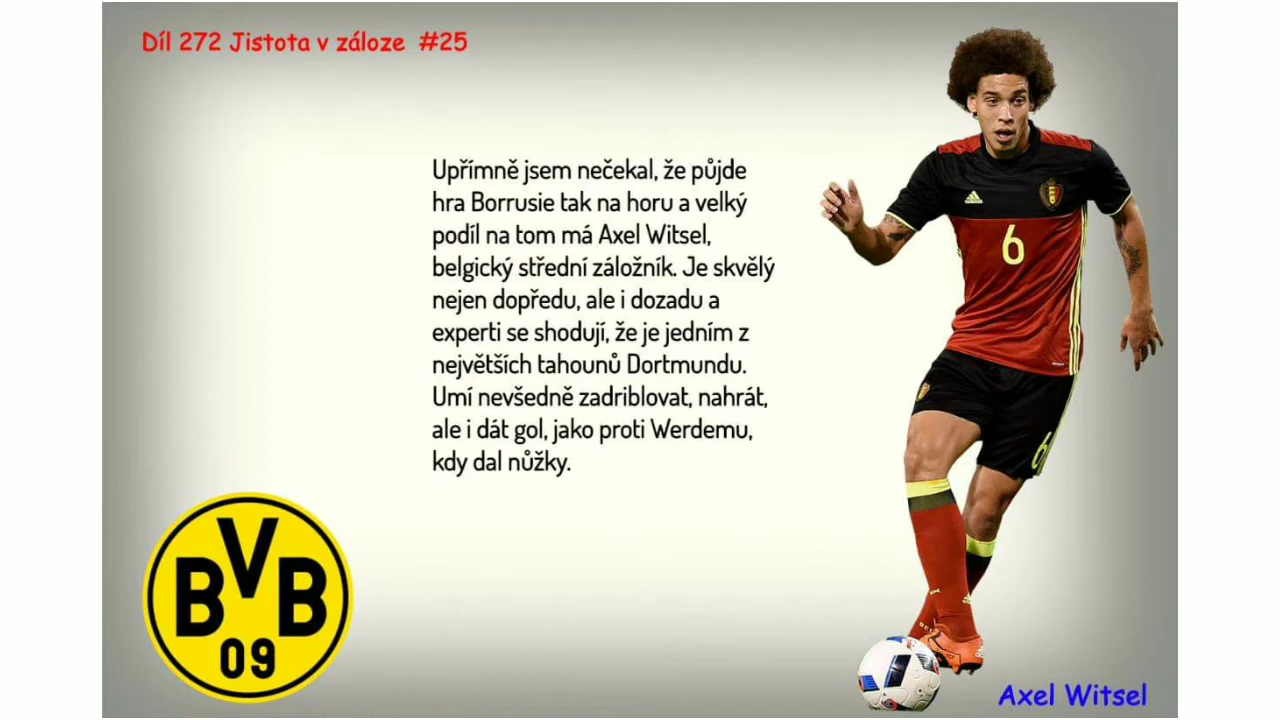 Díl 272 Jistota v záloze #25
Upřímně jsem nečekal, že půjde
hra Borrusie tak na horu a velký
podíl na tom má Axel Witsel,
belgický střední záložník. Je skvělý
nejen dopředu, ale i dozadu a
experti se shodují, že je jedním z
největších tahounů Dortmundu.
Umí nevšedně zadriblovat, nahrát,
ale i dát gol, jako proti Werdemu,
kdy dal nůžky.
6
6
BVB
09
Axel Witsel